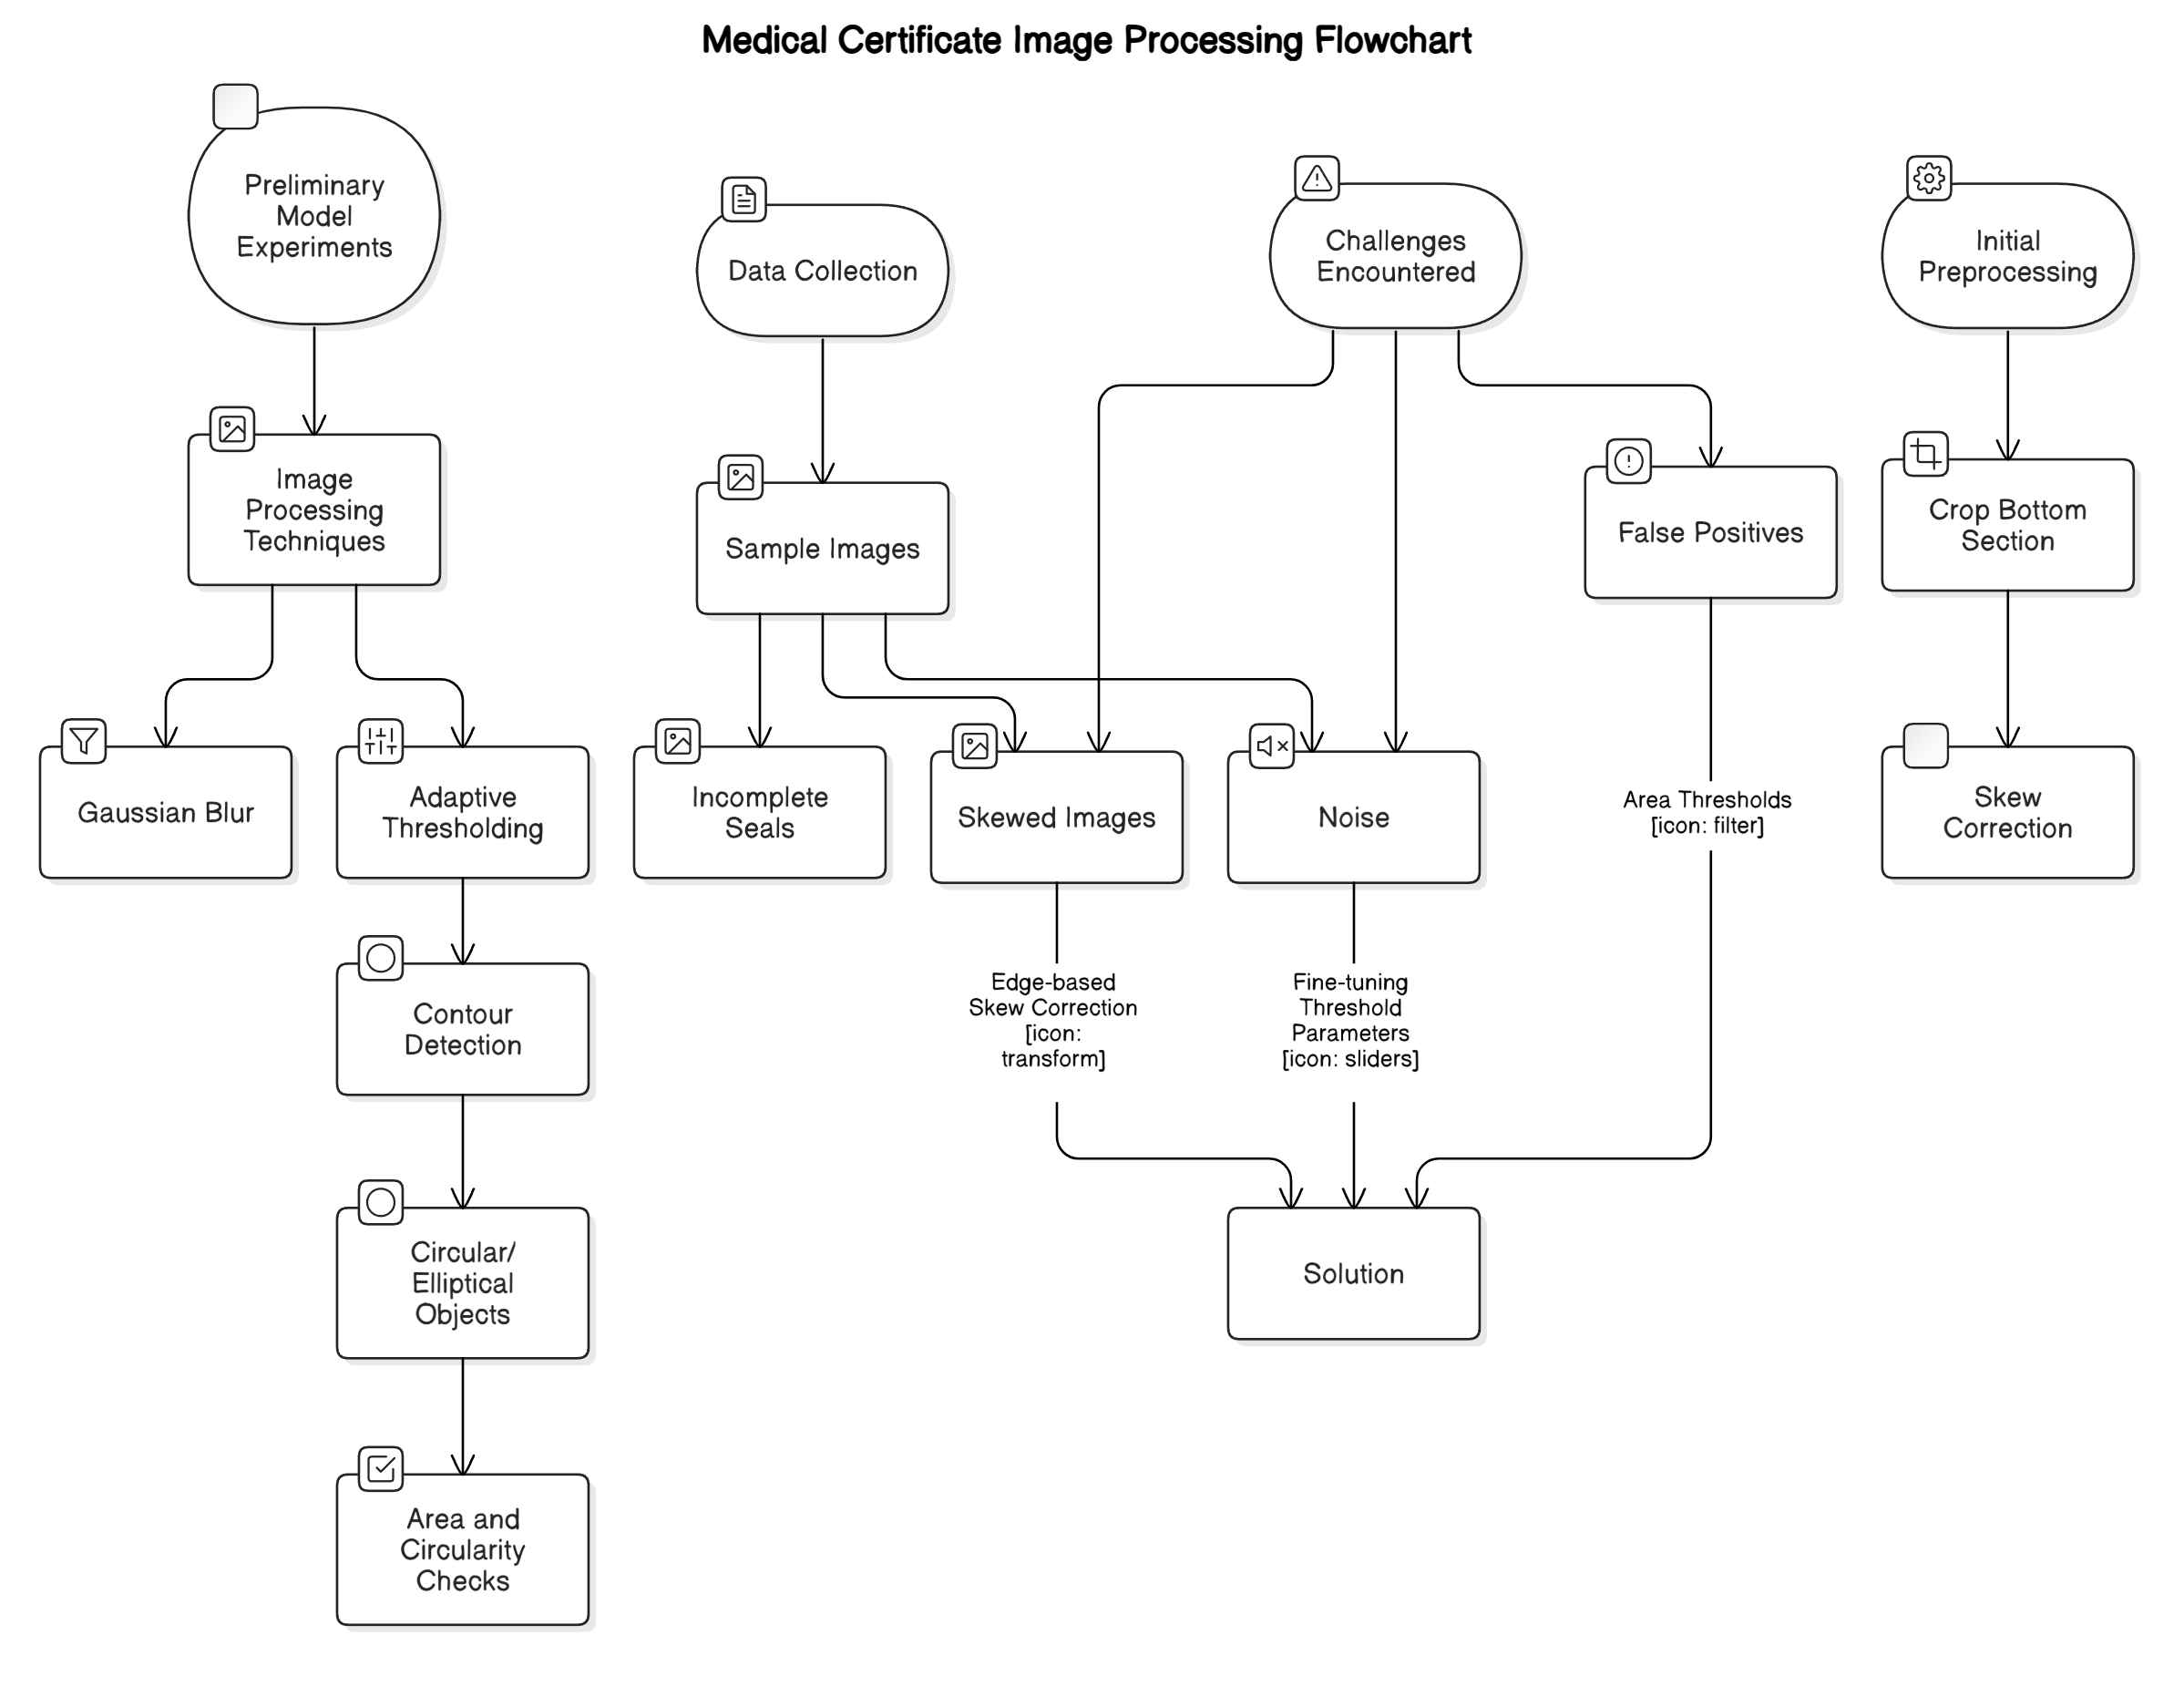 Medical Certificate Image Processing Flowchart
Preliminary
Model
Experiments
Data Collection
Challenges
Encountered
Initial
Preprocessing
Image
Processing
Techniques
Sample Images
False Positives
Crop Bottom
Section
Gaussian Blur
Adaptive
Thresholding
Incomplete
Seals
Skewed Images
Noise
Area Thresholds
[icon: filter]
Skew
Correction
Contour
Detection
Edge-based
Skew Correction
[icon:
transform]
Fine-tuning
Threshold
Parameters
[icon: sliders]
Circular/
Elliptical
Objects
Solution
Area and
Circularity
Checks